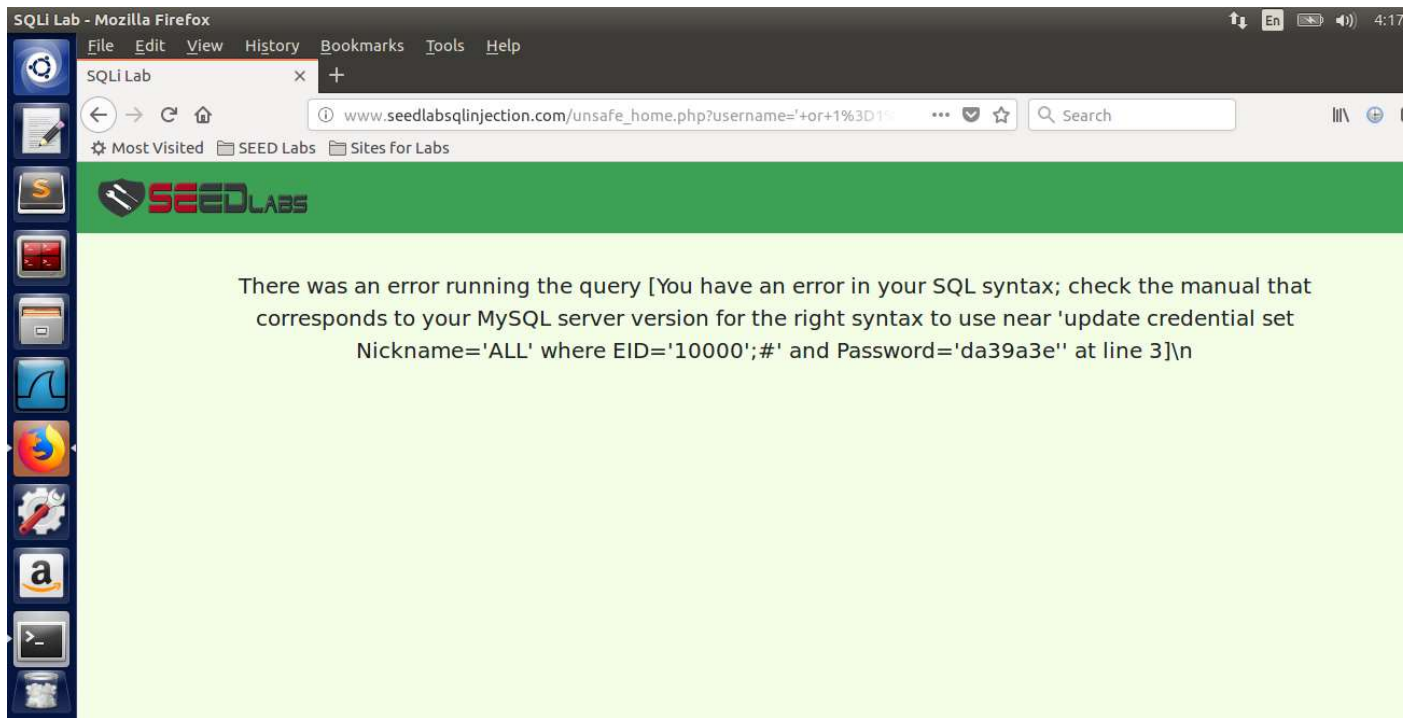 SQLi Lab - Mozilla Firefox
En
4:17
File Edit View History Bookmarks Tools Help
SQLi Lab
www.seedlabsqlinjection.com/unsafe_home.php?username='+or+1%3D1
Search
Most Visited SEED Labs Sites for Labs
SEEDLABS
There was an error running the query [You have an error in your SQL syntax; check the manual that
corresponds to your MySQL server version for the right syntax to use near 'update credential set
Nickname='ALL' where EID='10000';#' and Password='da39a3e'' at line 3]\n